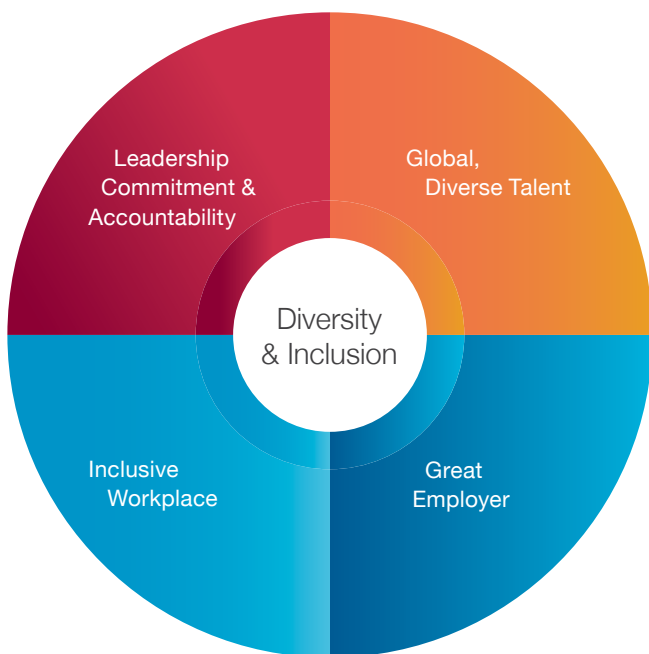 Leadership
Commitment &
Accountability
Global,
Diverse Talent
Diversity
& Inclusion
Inclusive
Workplace
Great
Employer